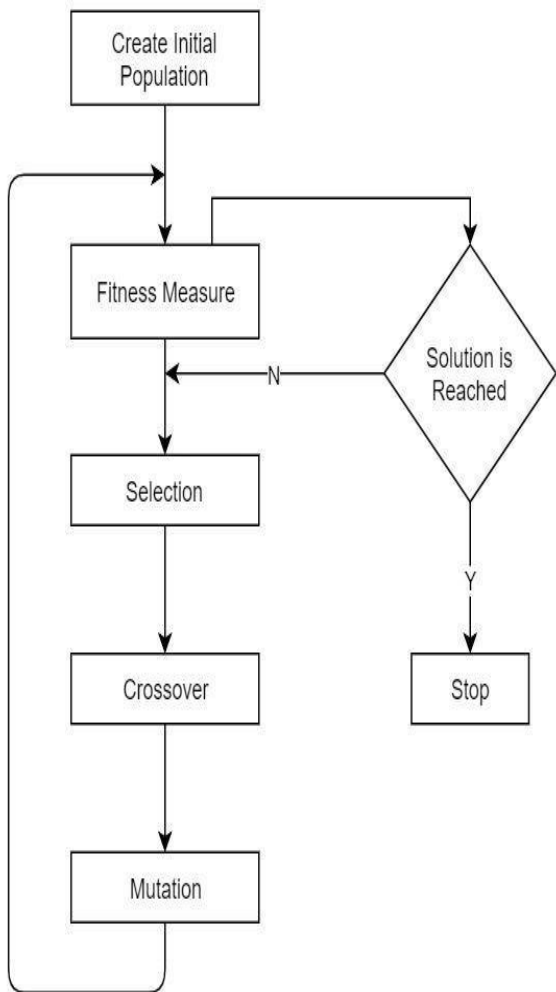 Create Initial
Population
Fitness Measure
Solution is
Reached
N
Selection
Y
Crossover
Stop
Mutation